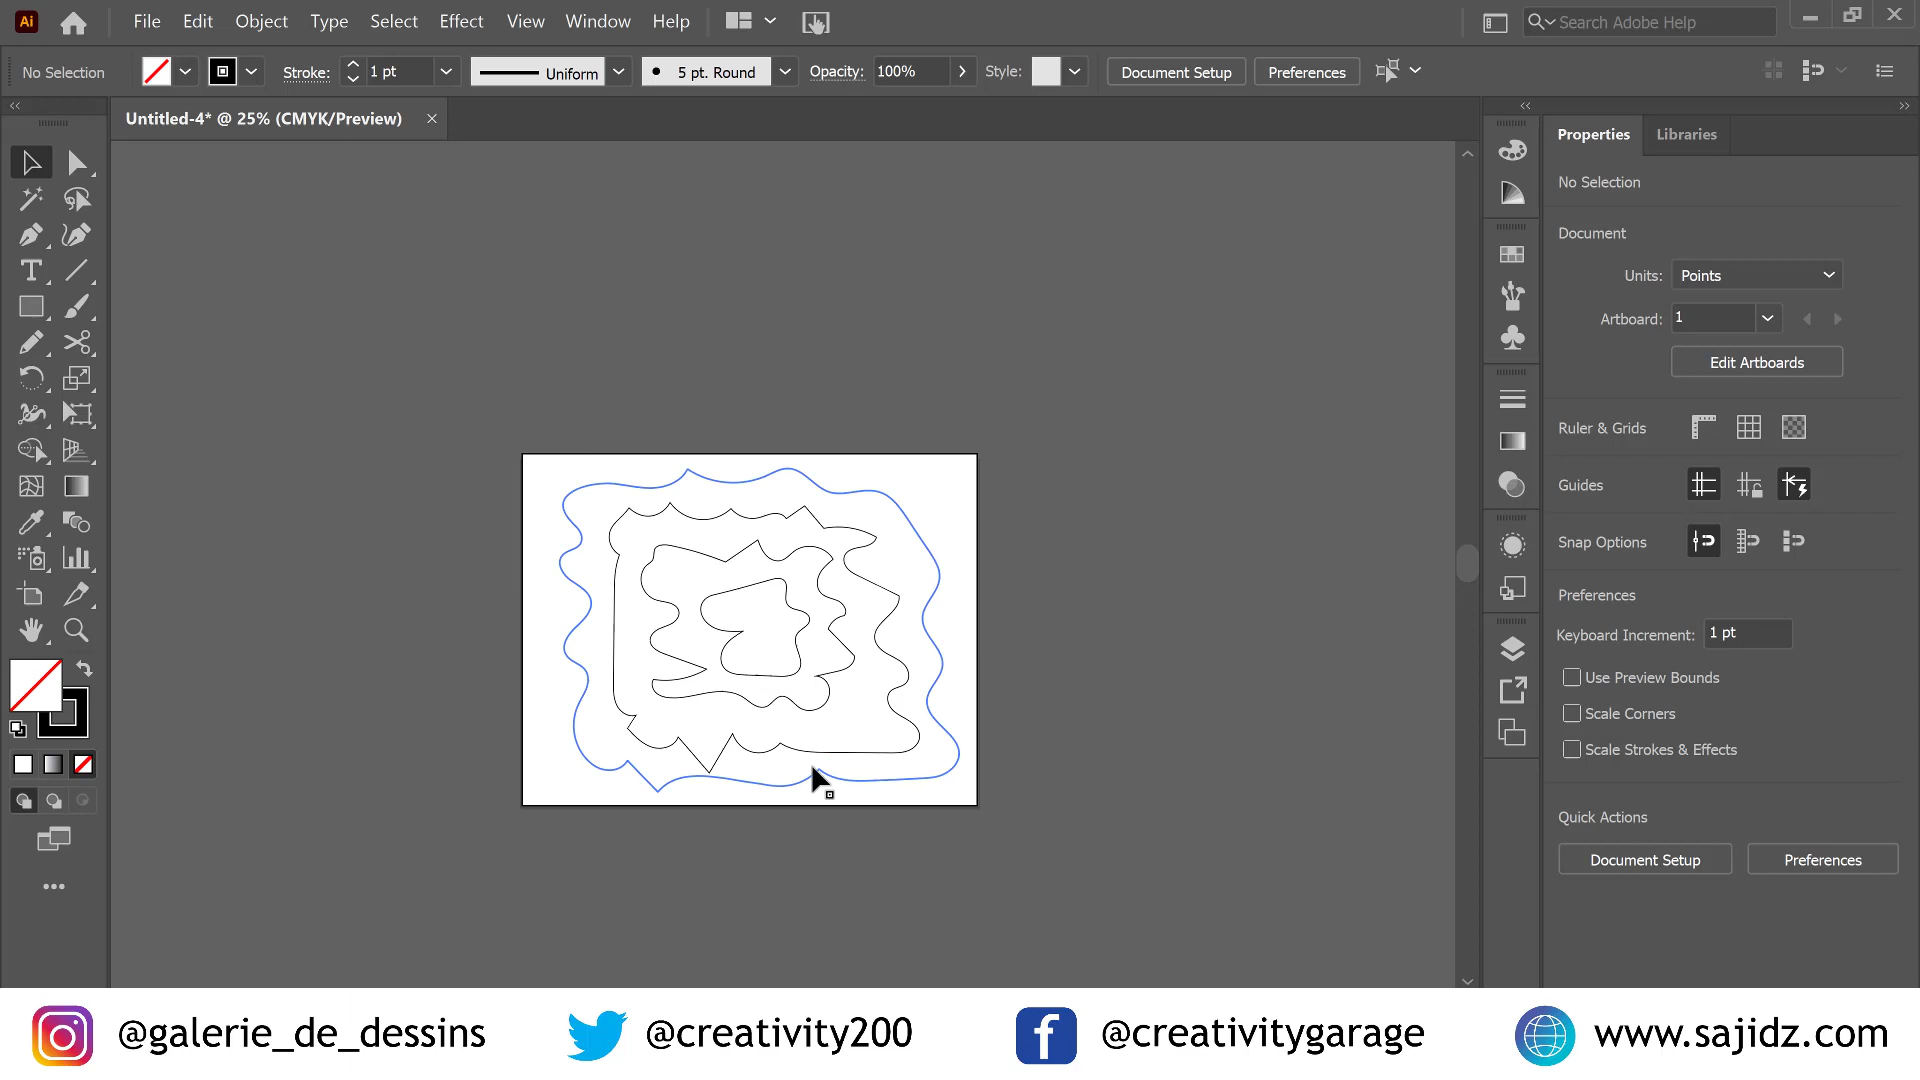 Ai File Edit Object Type Select Effect View Window Help Search Adobe Help
No Selection Stroke: 1 pt Uniform 5 pt. Round Opacity: 100% Style: Document Setup Preferences
Untitled-4* @ 25% (CMYK/Preview)
Properties Libraries
No Selection
Document
Units: Points
Artboard: 1
Edit Artboards
Ruler & Grids
Guides
Snap Options
Preferences
Keyboard Increment: 1 pt
Use Preview Bounds
Scale Corners
Scale Strokes & Effects
Quick Actions
Document Setup Preferences
@galerie_de_dessins @creativity200 @creativitygarage www.sajidz.com